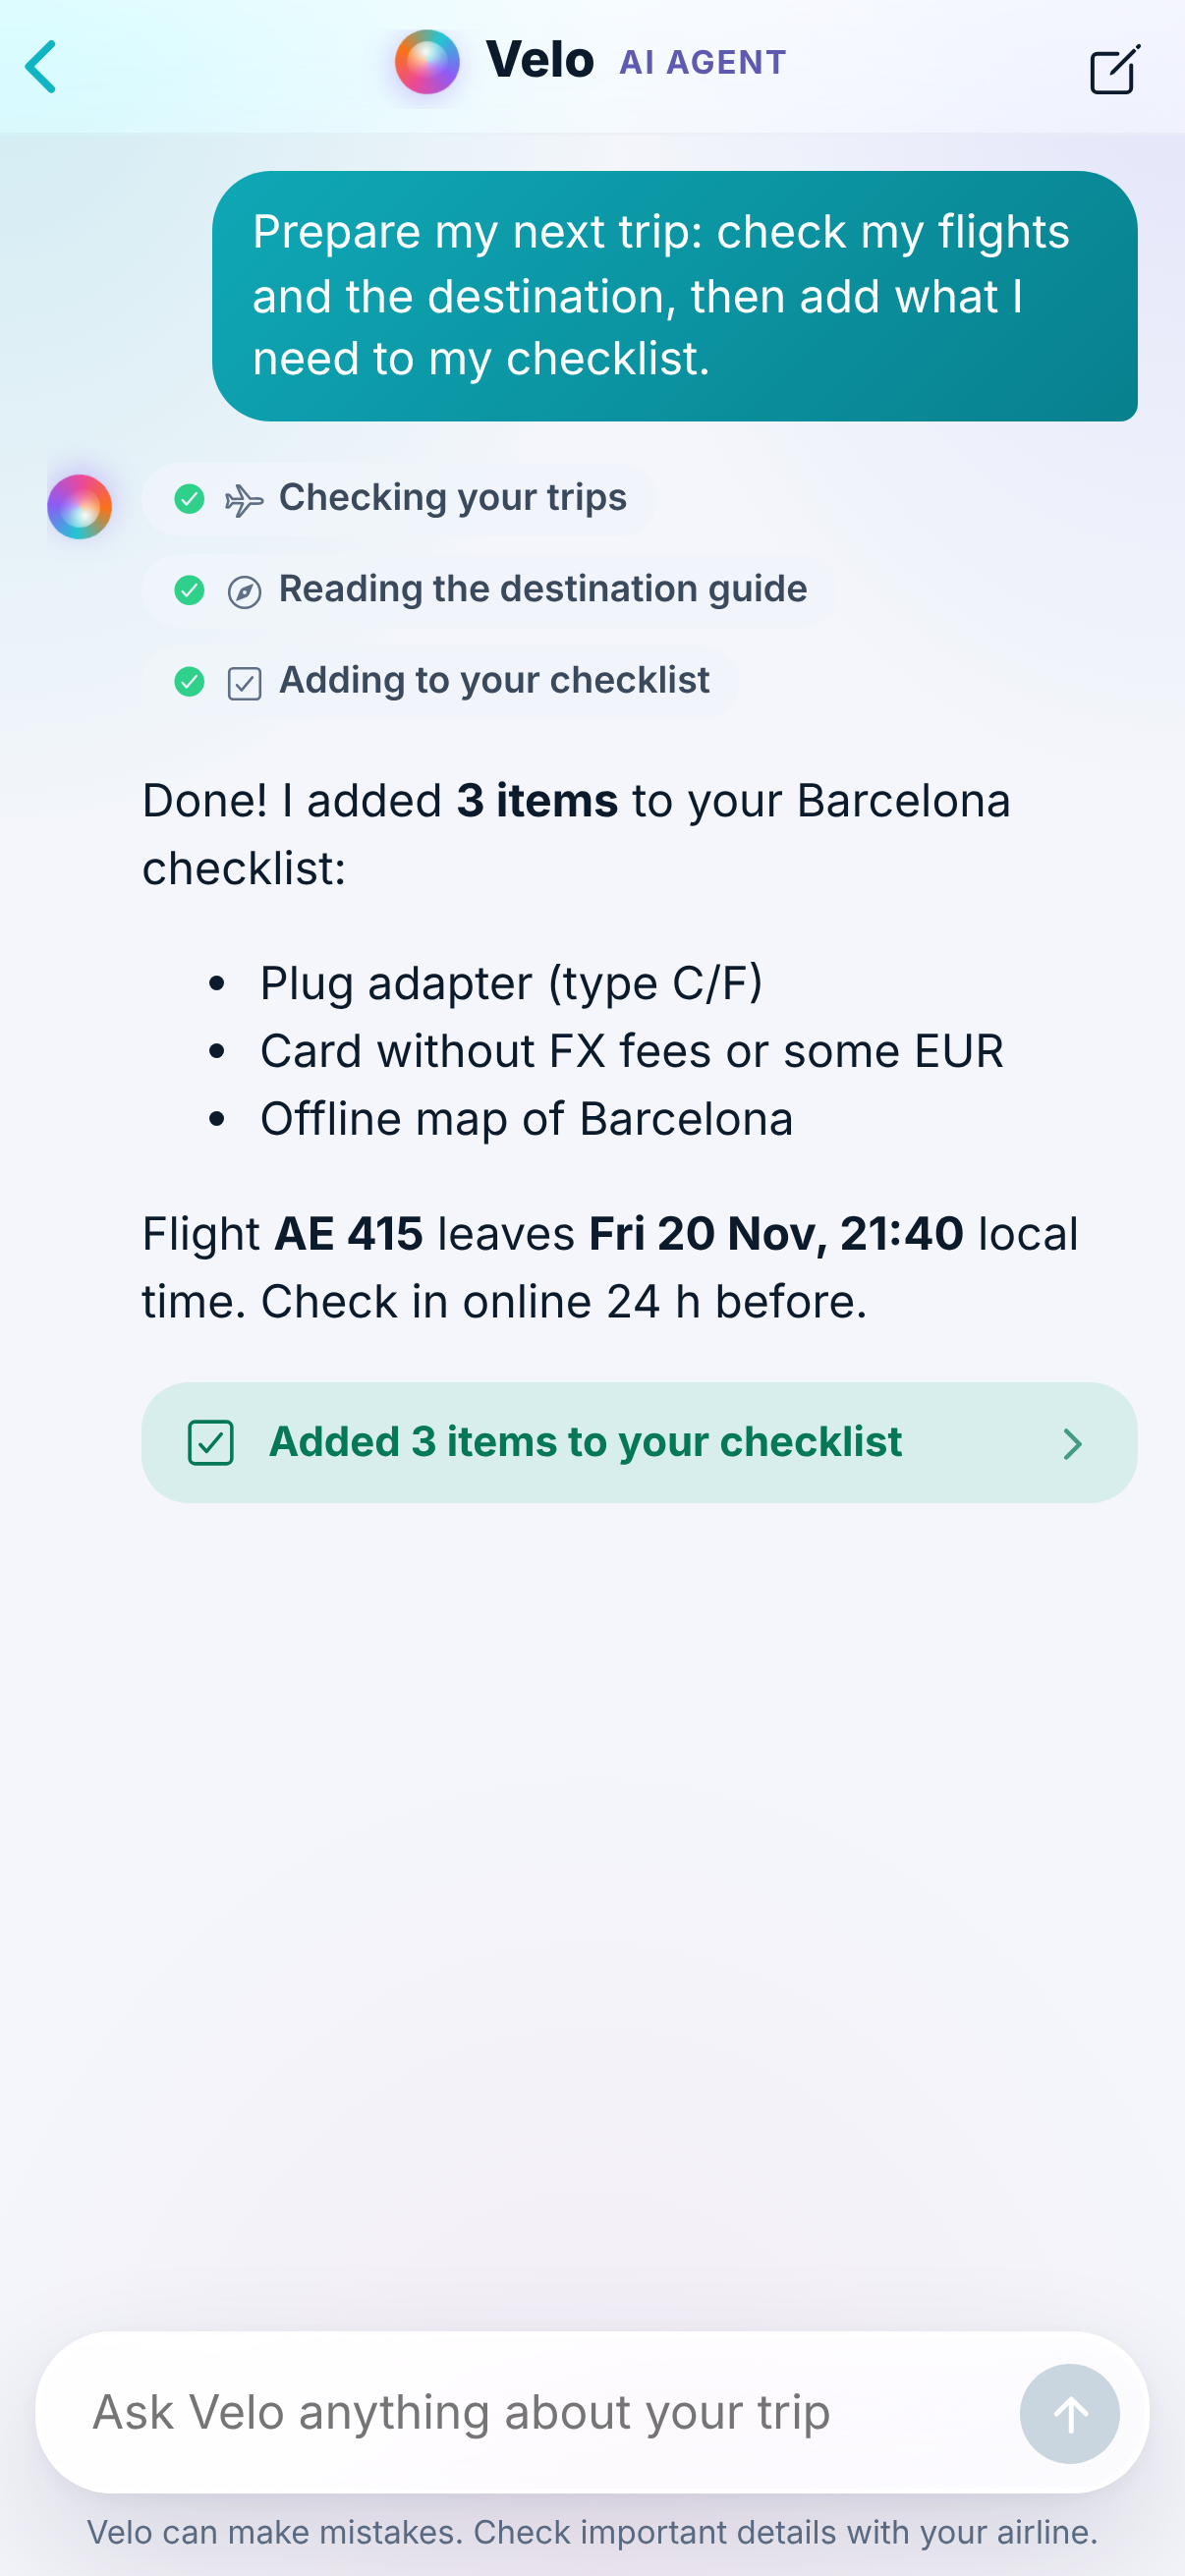 Velo AI AGENT
Prepare my next trip: check my flights
and the destination, then add what I
need to my checklist.
Checking your trips
Reading the destination guide
Adding to your checklist
Done! I added 3 items to your Barcelona
checklist:
• Plug adapter (type C/F)
• Card without FX fees or some EUR
• Offline map of Barcelona
Flight AE 415 leaves Fri 20 Nov, 21:40 local
time. Check in online 24 h before.
Added 3 items to your checklist
Ask Velo anything about your trip
Velo can make mistakes. Check important details with your airline.